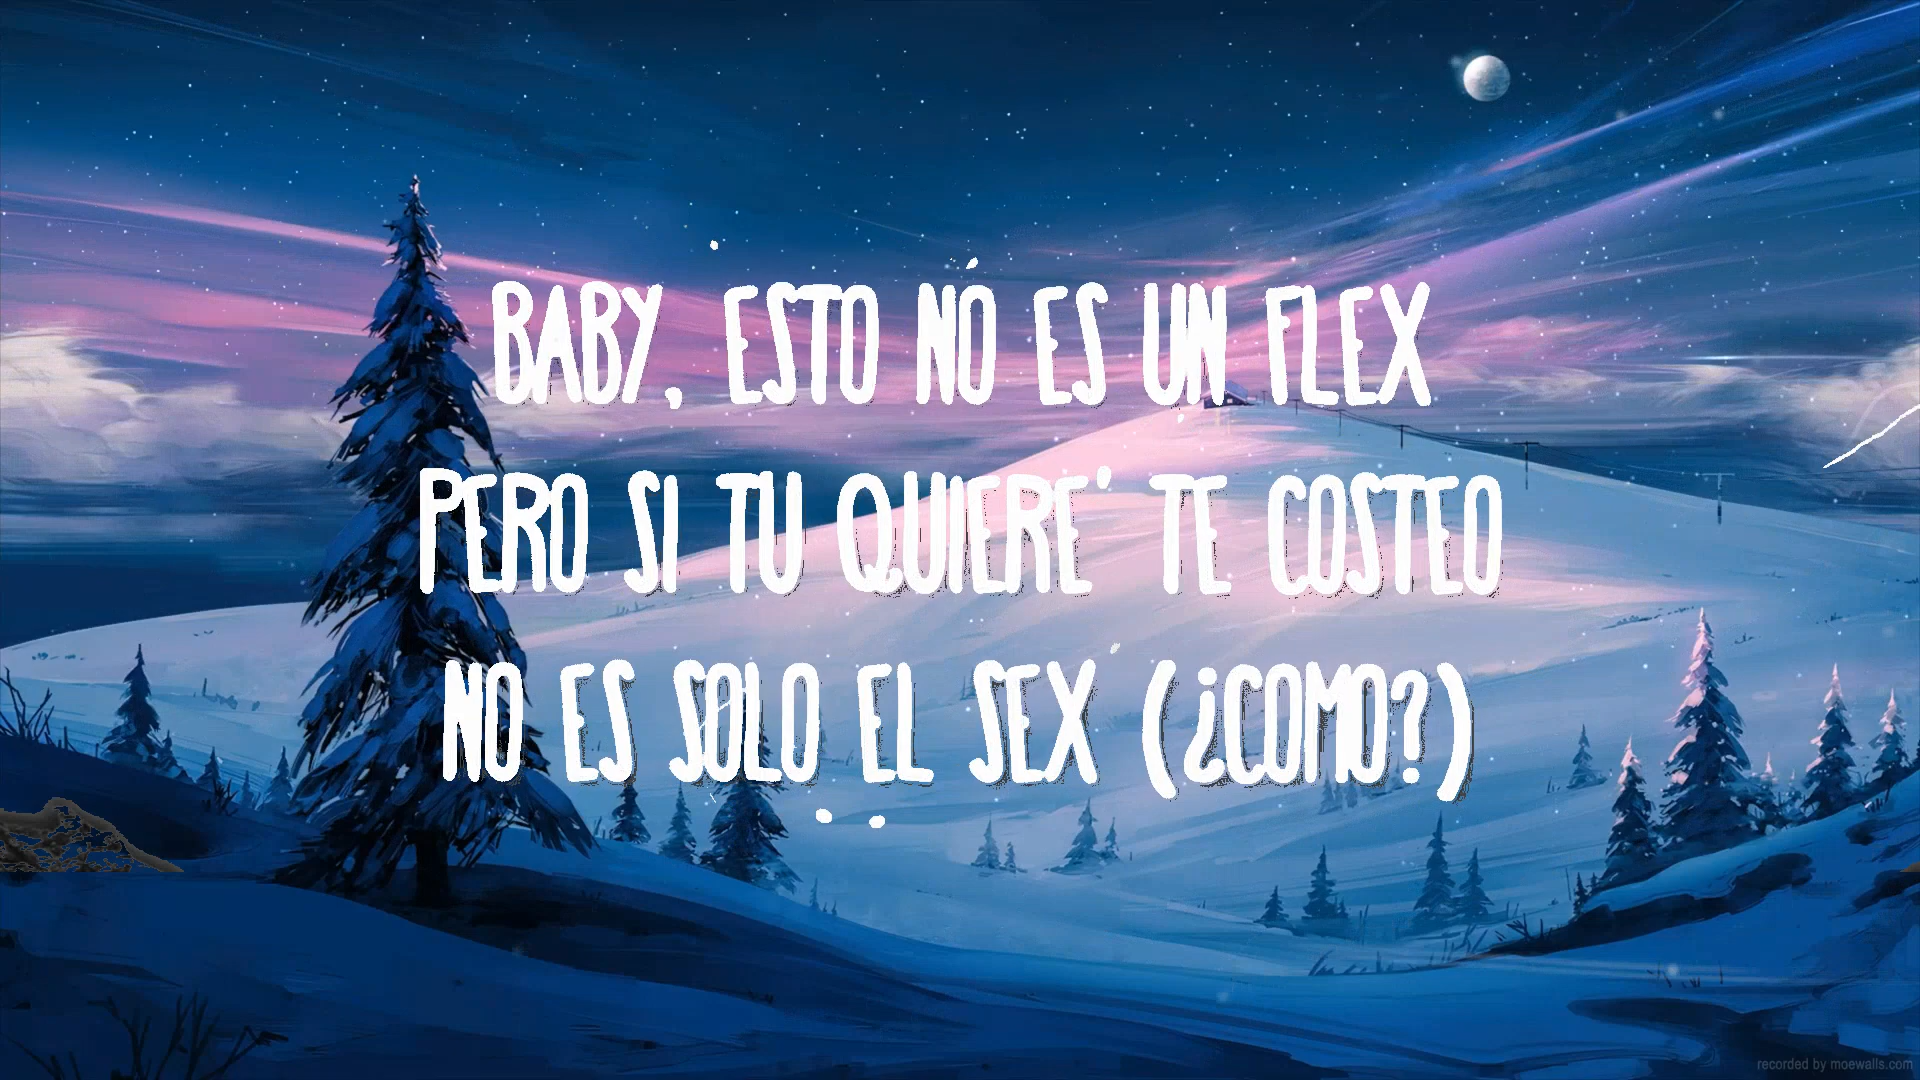 BABY, ESTO NO ES UN FLEX
PERO SI TU QUIERE' TE COSTEO
NO ES SOLO EL SEX (¿COMO?)
recorded by moewalls.com